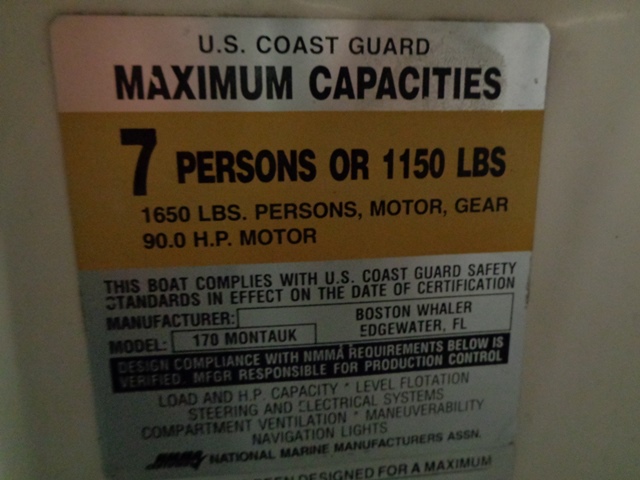 U.S. COAST GUARD
MAXIMUM CAPACITIES
7 PERSONS OR 1150 LBS
1650 LBS. PERSONS, MOTOR, GEAR
90.0 H.P. MOTOR
THIS BOAT COMPLIES WITH U.S. COAST GUARD SAFETY
STANDARDS IN EFFECT ON THE DATE OF CERTIFICATION
MANUFACTURER: BOSTON WHALER
EDGEWATER, FL
MODEL: 170 MONTAUK
DESIGN COMPLIANCE WITH NMMA REQUIREMENTS BELOW IS
VERIFIED. MFGR RESPONSIBLE FOR PRODUCTION CONTROL
LOAD AND H.P. CAPACITY * LEVEL FLOTATION
STEERING AND ELECTRICAL SYSTEMS
COMPARTMENT VENTILATION * MANEUVERABILITY
NAVIGATION LIGHTS
NMMA NATIONAL MARINE MANUFACTURERS ASSN.
BEEN DESIGNED FOR A MAXIMUM